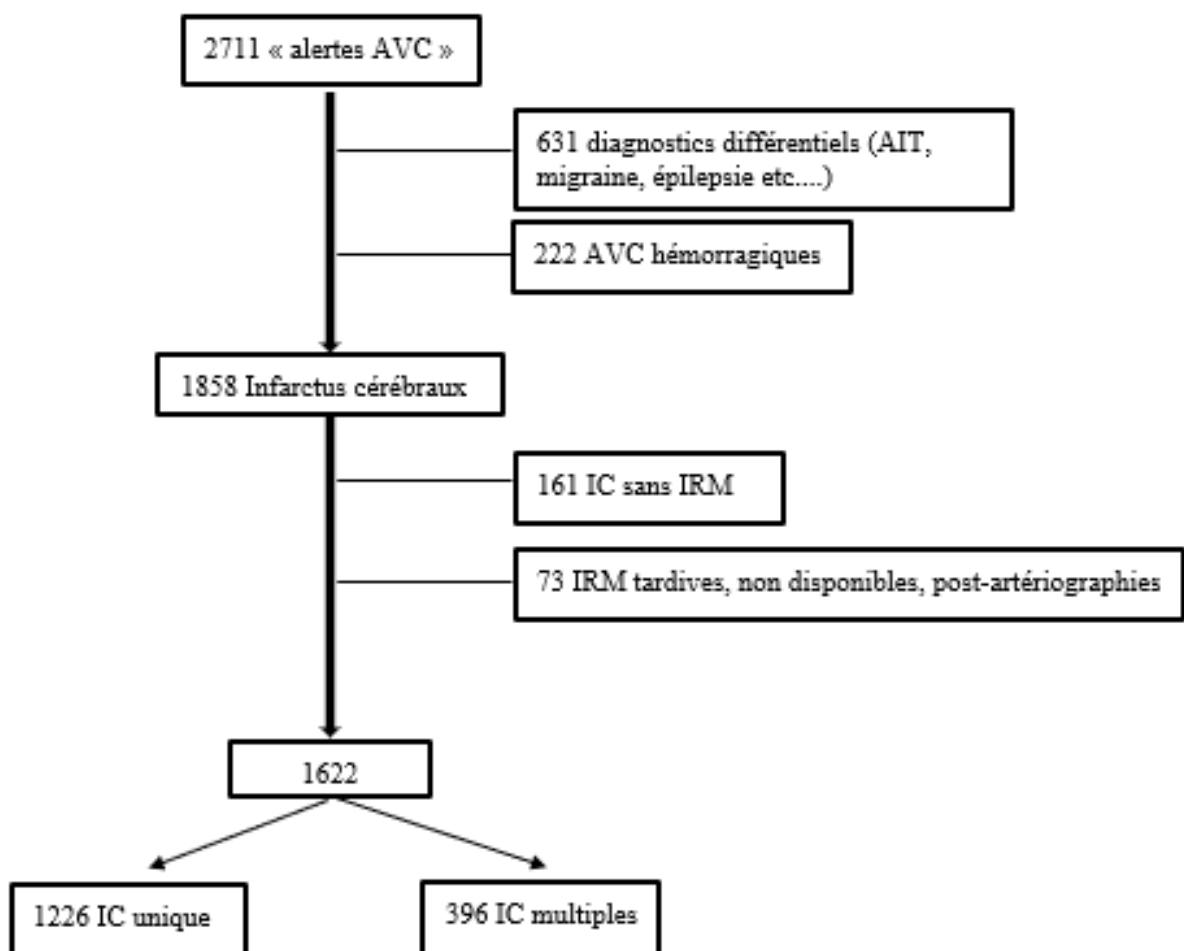 2711 « alertes AVC »
631 diagnostics différentiels (AIT,
migraine, épilepsie etc....)
222 AVC hémorragiques
1858 Infarctus cérébraux
161 IC sans IRM
73 IRM tardives, non disponibles, post-artériographies
1622
1226 IC unique
396 IC multiples